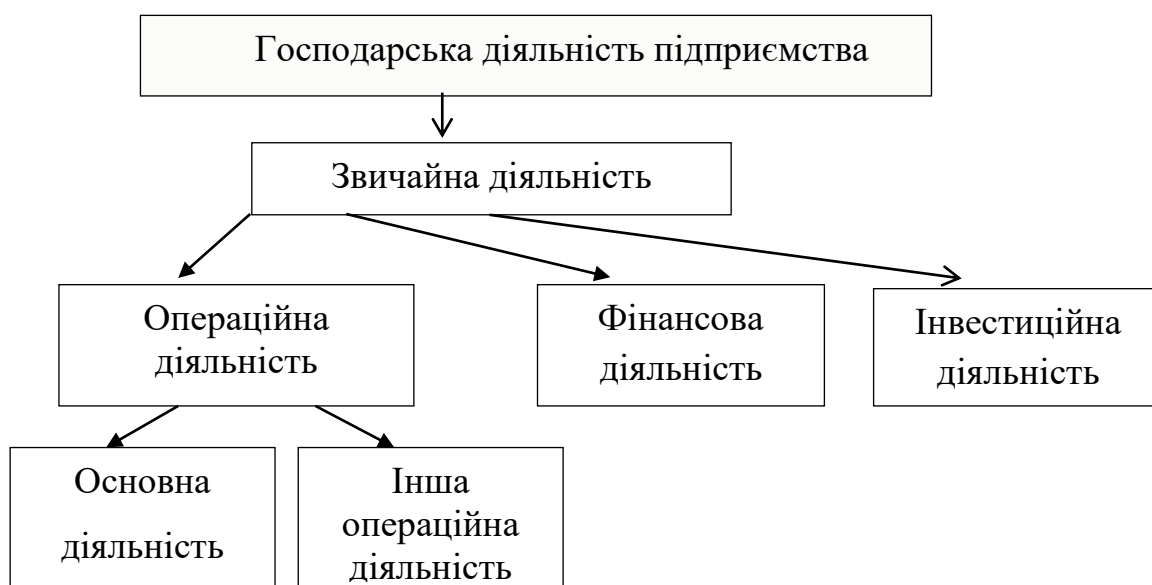 Господарська діяльність підприємства
Звичайна діяльність
Операційна
діяльність
Фінансова
діяльність
Інвестиційна
діяльність
Основна
діяльність
Інша
операційна
діяльність